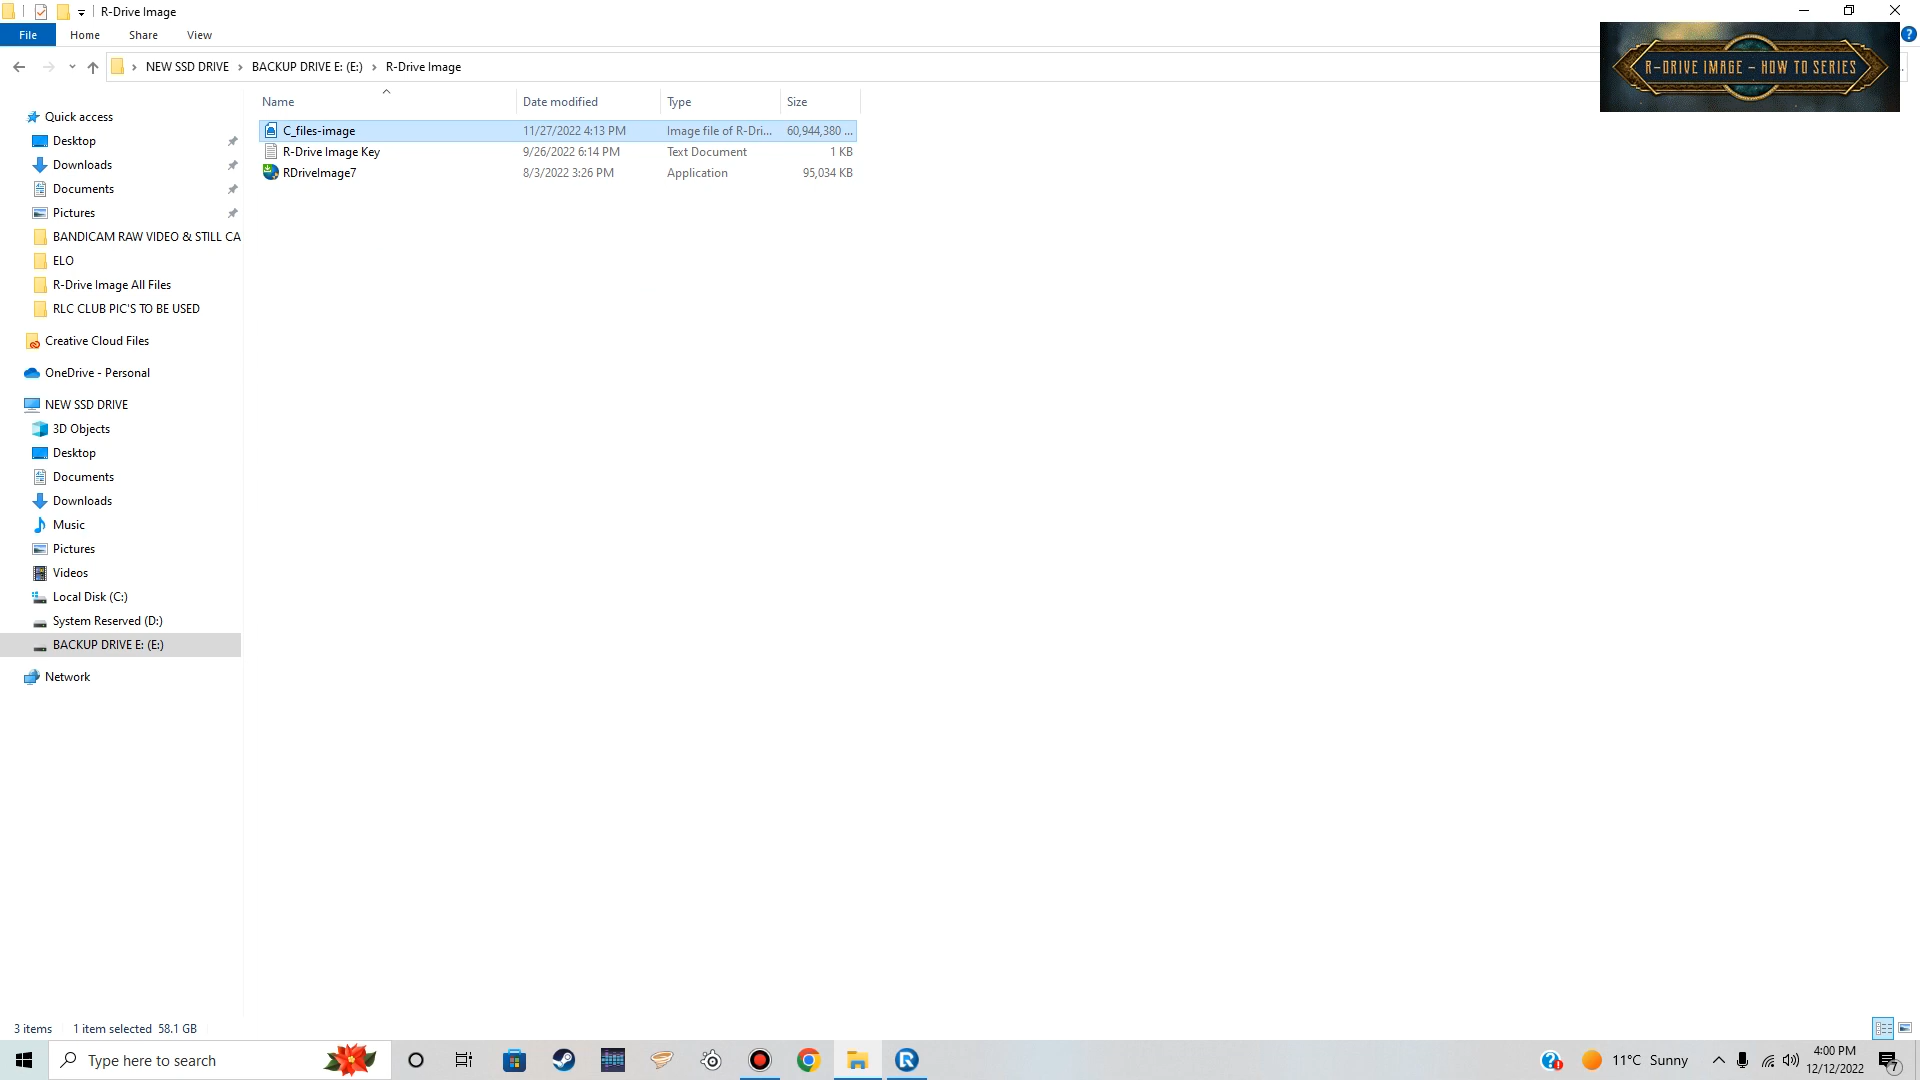 R-Drive Image
File Home Share View
NEW SSD DRIVE > BACKUP DRIVE E: (E:) > R-Drive Image
R-DRIVE IMAGE - HOW TO SERIES
Name Date modified Type Size
C_files-image 11/27/2022 4:13 PM Image file of R-Dri... 60,944,380 ...
R-Drive Image Key 9/26/2022 6:14 PM Text Document 1 KB
RDriveImage7 8/3/2022 3:26 PM Application 95,034 KB
Quick access
Desktop
Downloads
Documents
Pictures
BANDICAM RAW VIDEO & STILL CA
ELO
R-Drive Image All Files
RLC CLUB PIC'S TO BE USED
Creative Cloud Files
OneDrive - Personal
NEW SSD DRIVE
3D Objects
Desktop
Documents
Downloads
Music
Pictures
Videos
Local Disk (C:)
System Reserved (D:)
BACKUP DRIVE E: (E:)
Network
3 items 1 item selected 58.1 GB
Type here to search
11°C Sunny
4:00 PM
12/12/2022
7